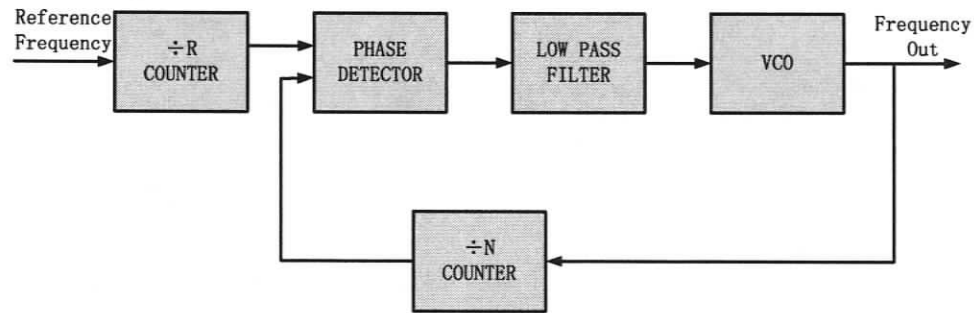 Reference
Frequency
÷R
COUNTER
PHASE
DETECTOR
LOW PASS
FILTER
VCO
Frequency
Out
÷N
COUNTER